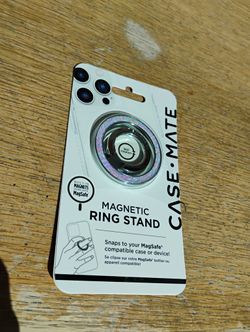 CASE·MATE
MAGNETS
MagSafe®
MAGNETIC
RING STAND
Snaps to your MagSafe®
compatible case or device!
Se clipse sur votre MagSafe® boîtier ou
appareil compatible!